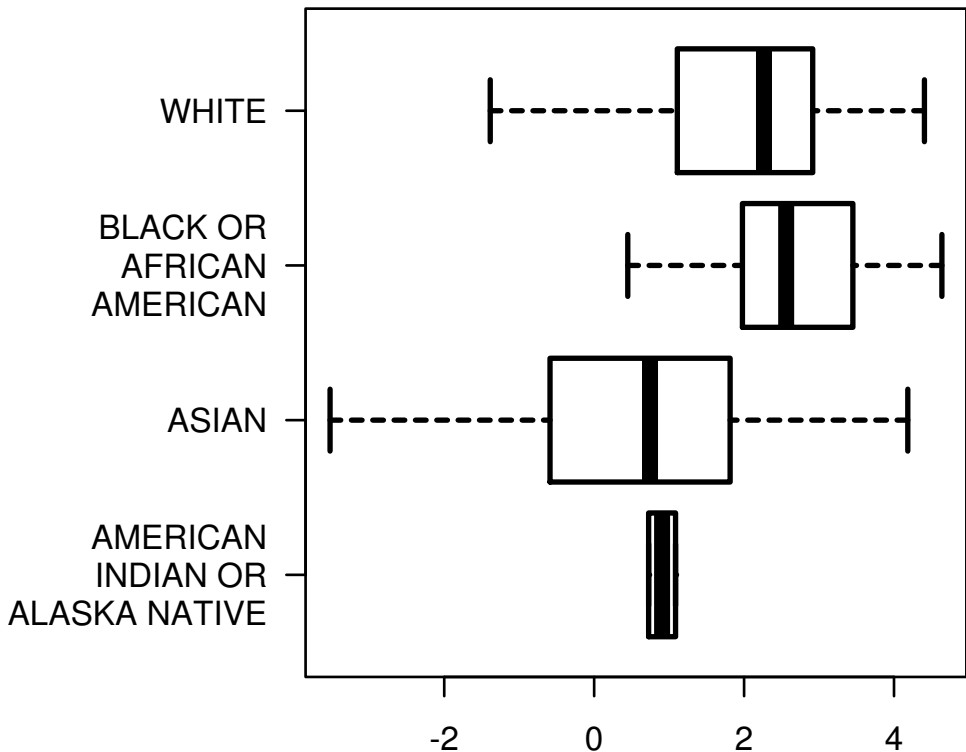 WHITE
BLACK OR
AFRICAN
AMERICAN
ASIAN
AMERICAN
INDIAN OR
ALASKA NATIVE
-2 0 2 4